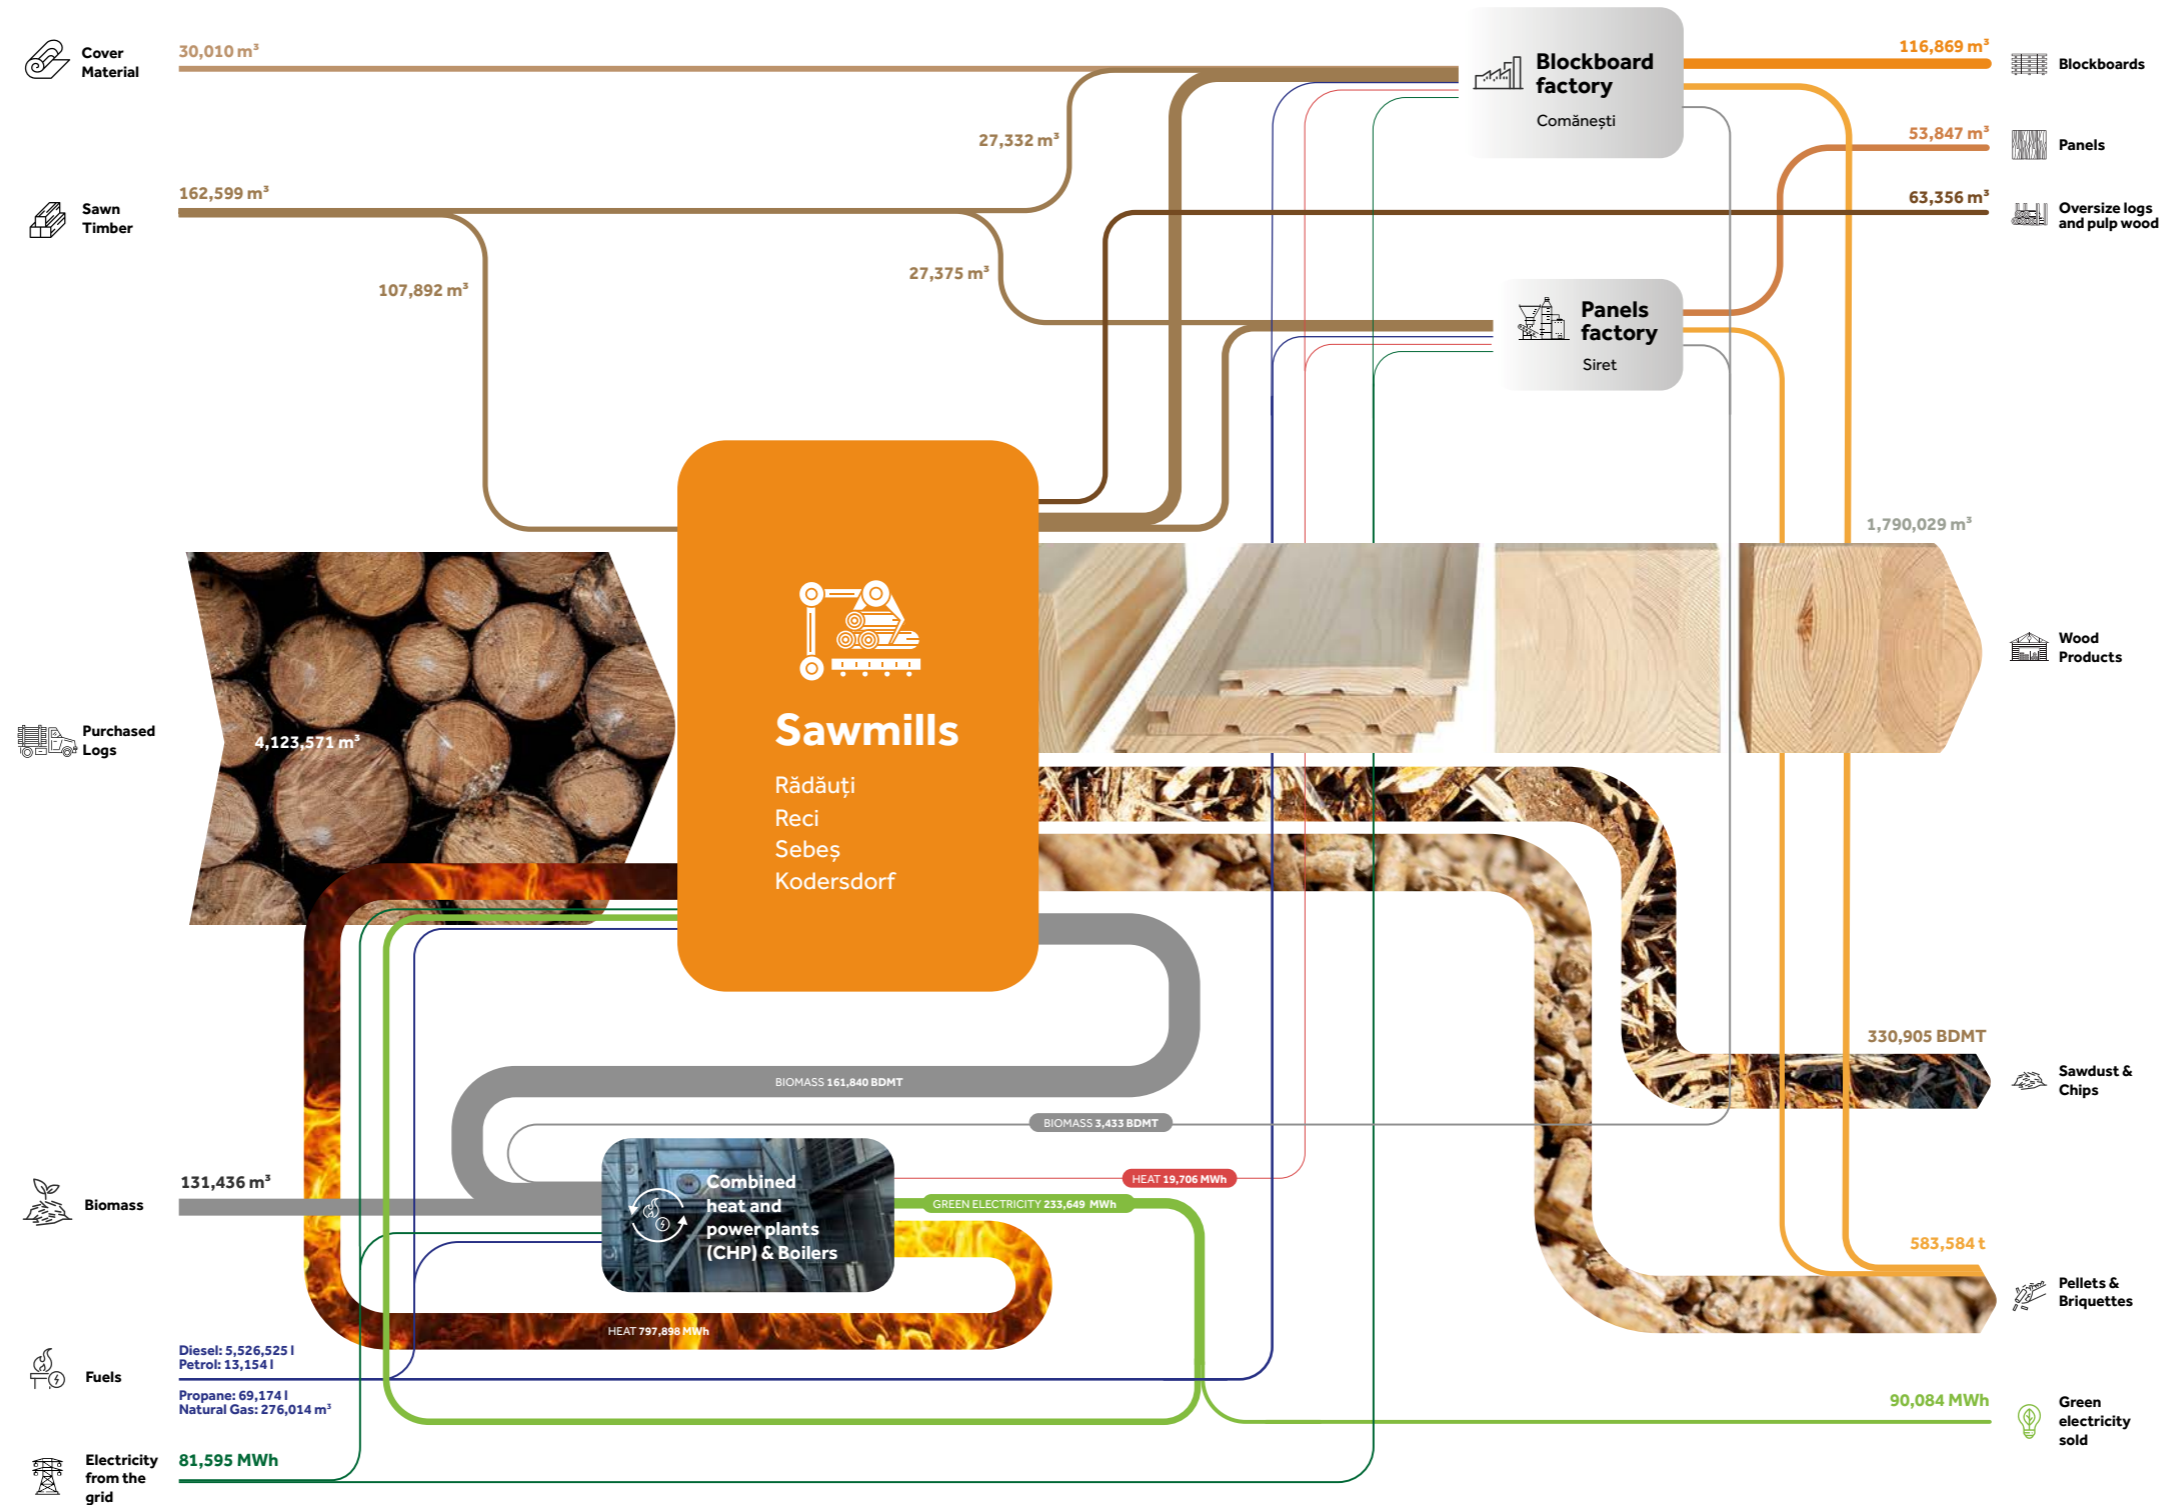 Cover
Material
30,010 m³
Blockboard
factory
Comănești
116,869 m³
Blockboards
27,332 m³
53,847 m³
Panels
Sawn
Timber
162,599 m³
63,356 m³
Oversize logs
and pulp wood
107,892 m³
27,375 m³
Panels
factory
Siret
1,790,029 m³
Wood
Products
Purchased
Logs
4,123,571 m³
Sawmills
Rădăuți
Reci
Sebeș
Kodersdorf
330,905 BDMT
Sawdust &
Chips
BIOMASS 161,840 BDMT
BIOMASS 3,433 BDMT
Biomass
131,436 m³
Combined
heat and
power plants
(CHP) & Boilers
HEAT 19,706 MWh
GREEN ELECTRICITY 233,649 MWh
583,584 t
Pellets &
Briquettes
HEAT 797,898 MWh
Fuels
Diesel: 5,526,525 l
Petrol: 13,154 l
Propane: 69,174 l
Natural Gas: 276,014 m³
90,084 MWh
Green
electricity
sold
Electricity
from the
grid
81,595 MWh